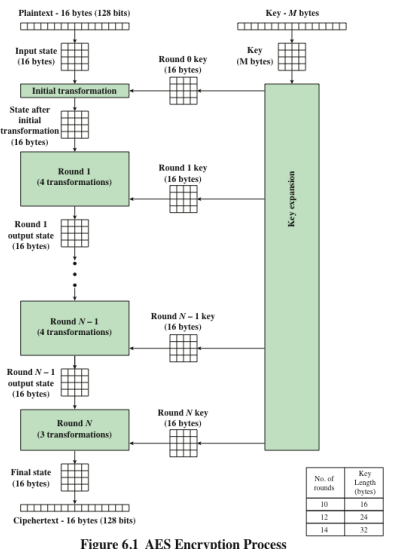 Plaintext - 16 bytes (128 bits)
Key - M bytes
Input state
(16 bytes)
Key
(M bytes)
Round 0 key
(16 bytes)
Initial transformation
State after
initial
transformation
(16 bytes)
Round 1
(4 transformations)
Round 1 key
(16 bytes)
Key expansion
Round 1
output state
(16 bytes)
Round N – 1
(4 transformations)
Round N – 1 key
(16 bytes)
Round N – 1
output state
(16 bytes)
Round N
(3 transformations)
Round N key
(16 bytes)
Final state
(16 bytes)
No. of
rounds
Key
Length
(bytes)
10 16
12 24
14 32
Cipehertext - 16 bytes (128 bits)
Figure 6.1 AES Encryption Process